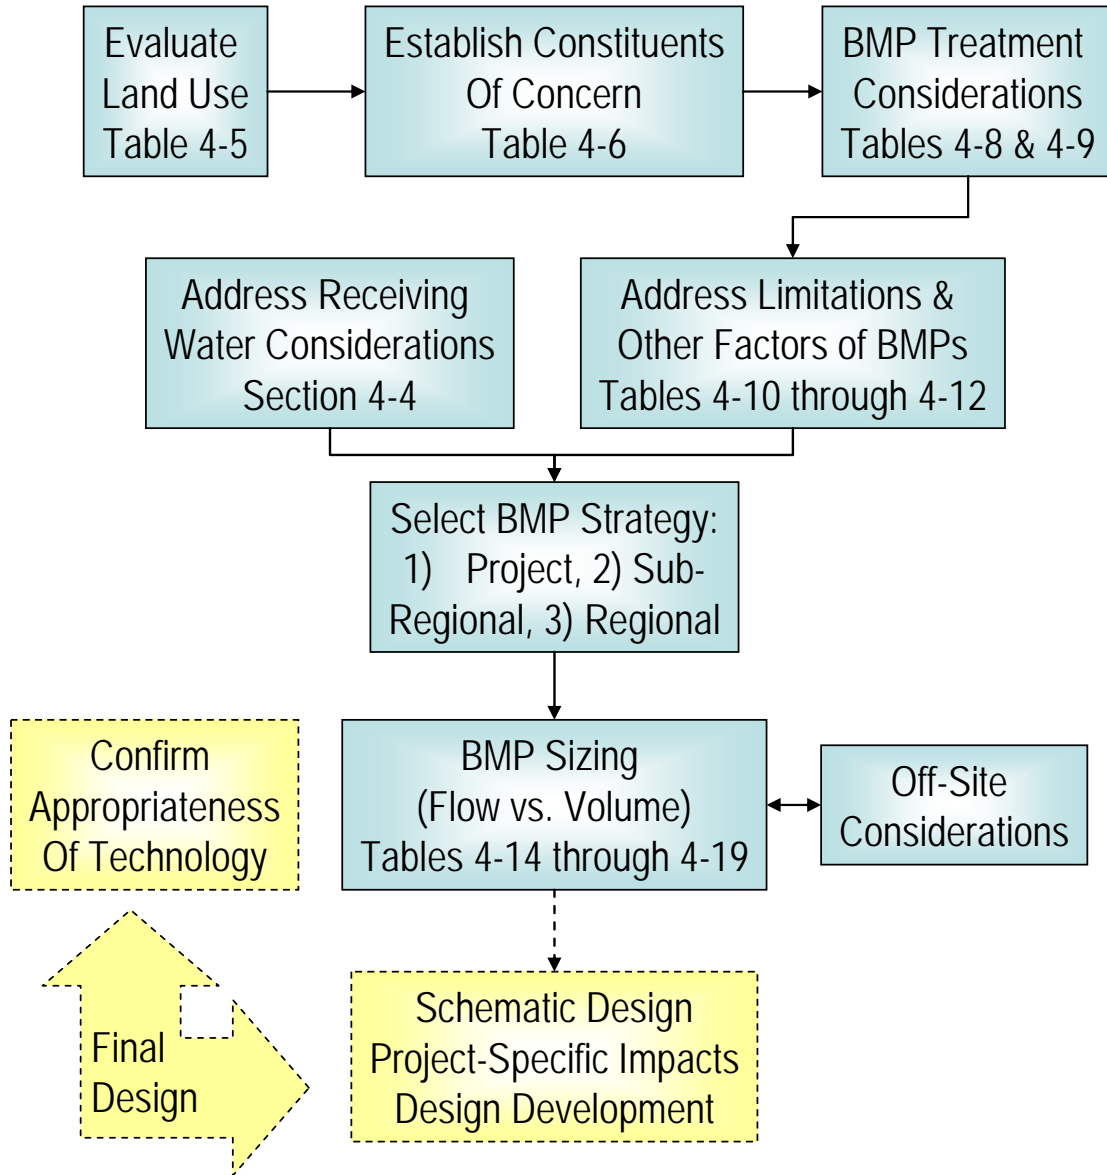 Evaluate
Land Use
Table 4-5
Establish Constituents
Of Concern
Table 4-6
BMP Treatment
Considerations
Tables 4-8 & 4-9
Address Receiving
Water Considerations
Section 4-4
Address Limitations &
Other Factors of BMPs
Tables 4-10 through 4-12
Select BMP Strategy:
1) Project, 2) Sub-
Regional, 3) Regional
Confirm
Appropriateness
Of Technology
BMP Sizing
(Flow vs. Volume)
Tables 4-14 through 4-19
Off-Site
Considerations
Final
Design
Schematic Design
Project-Specific Impacts
Design Development